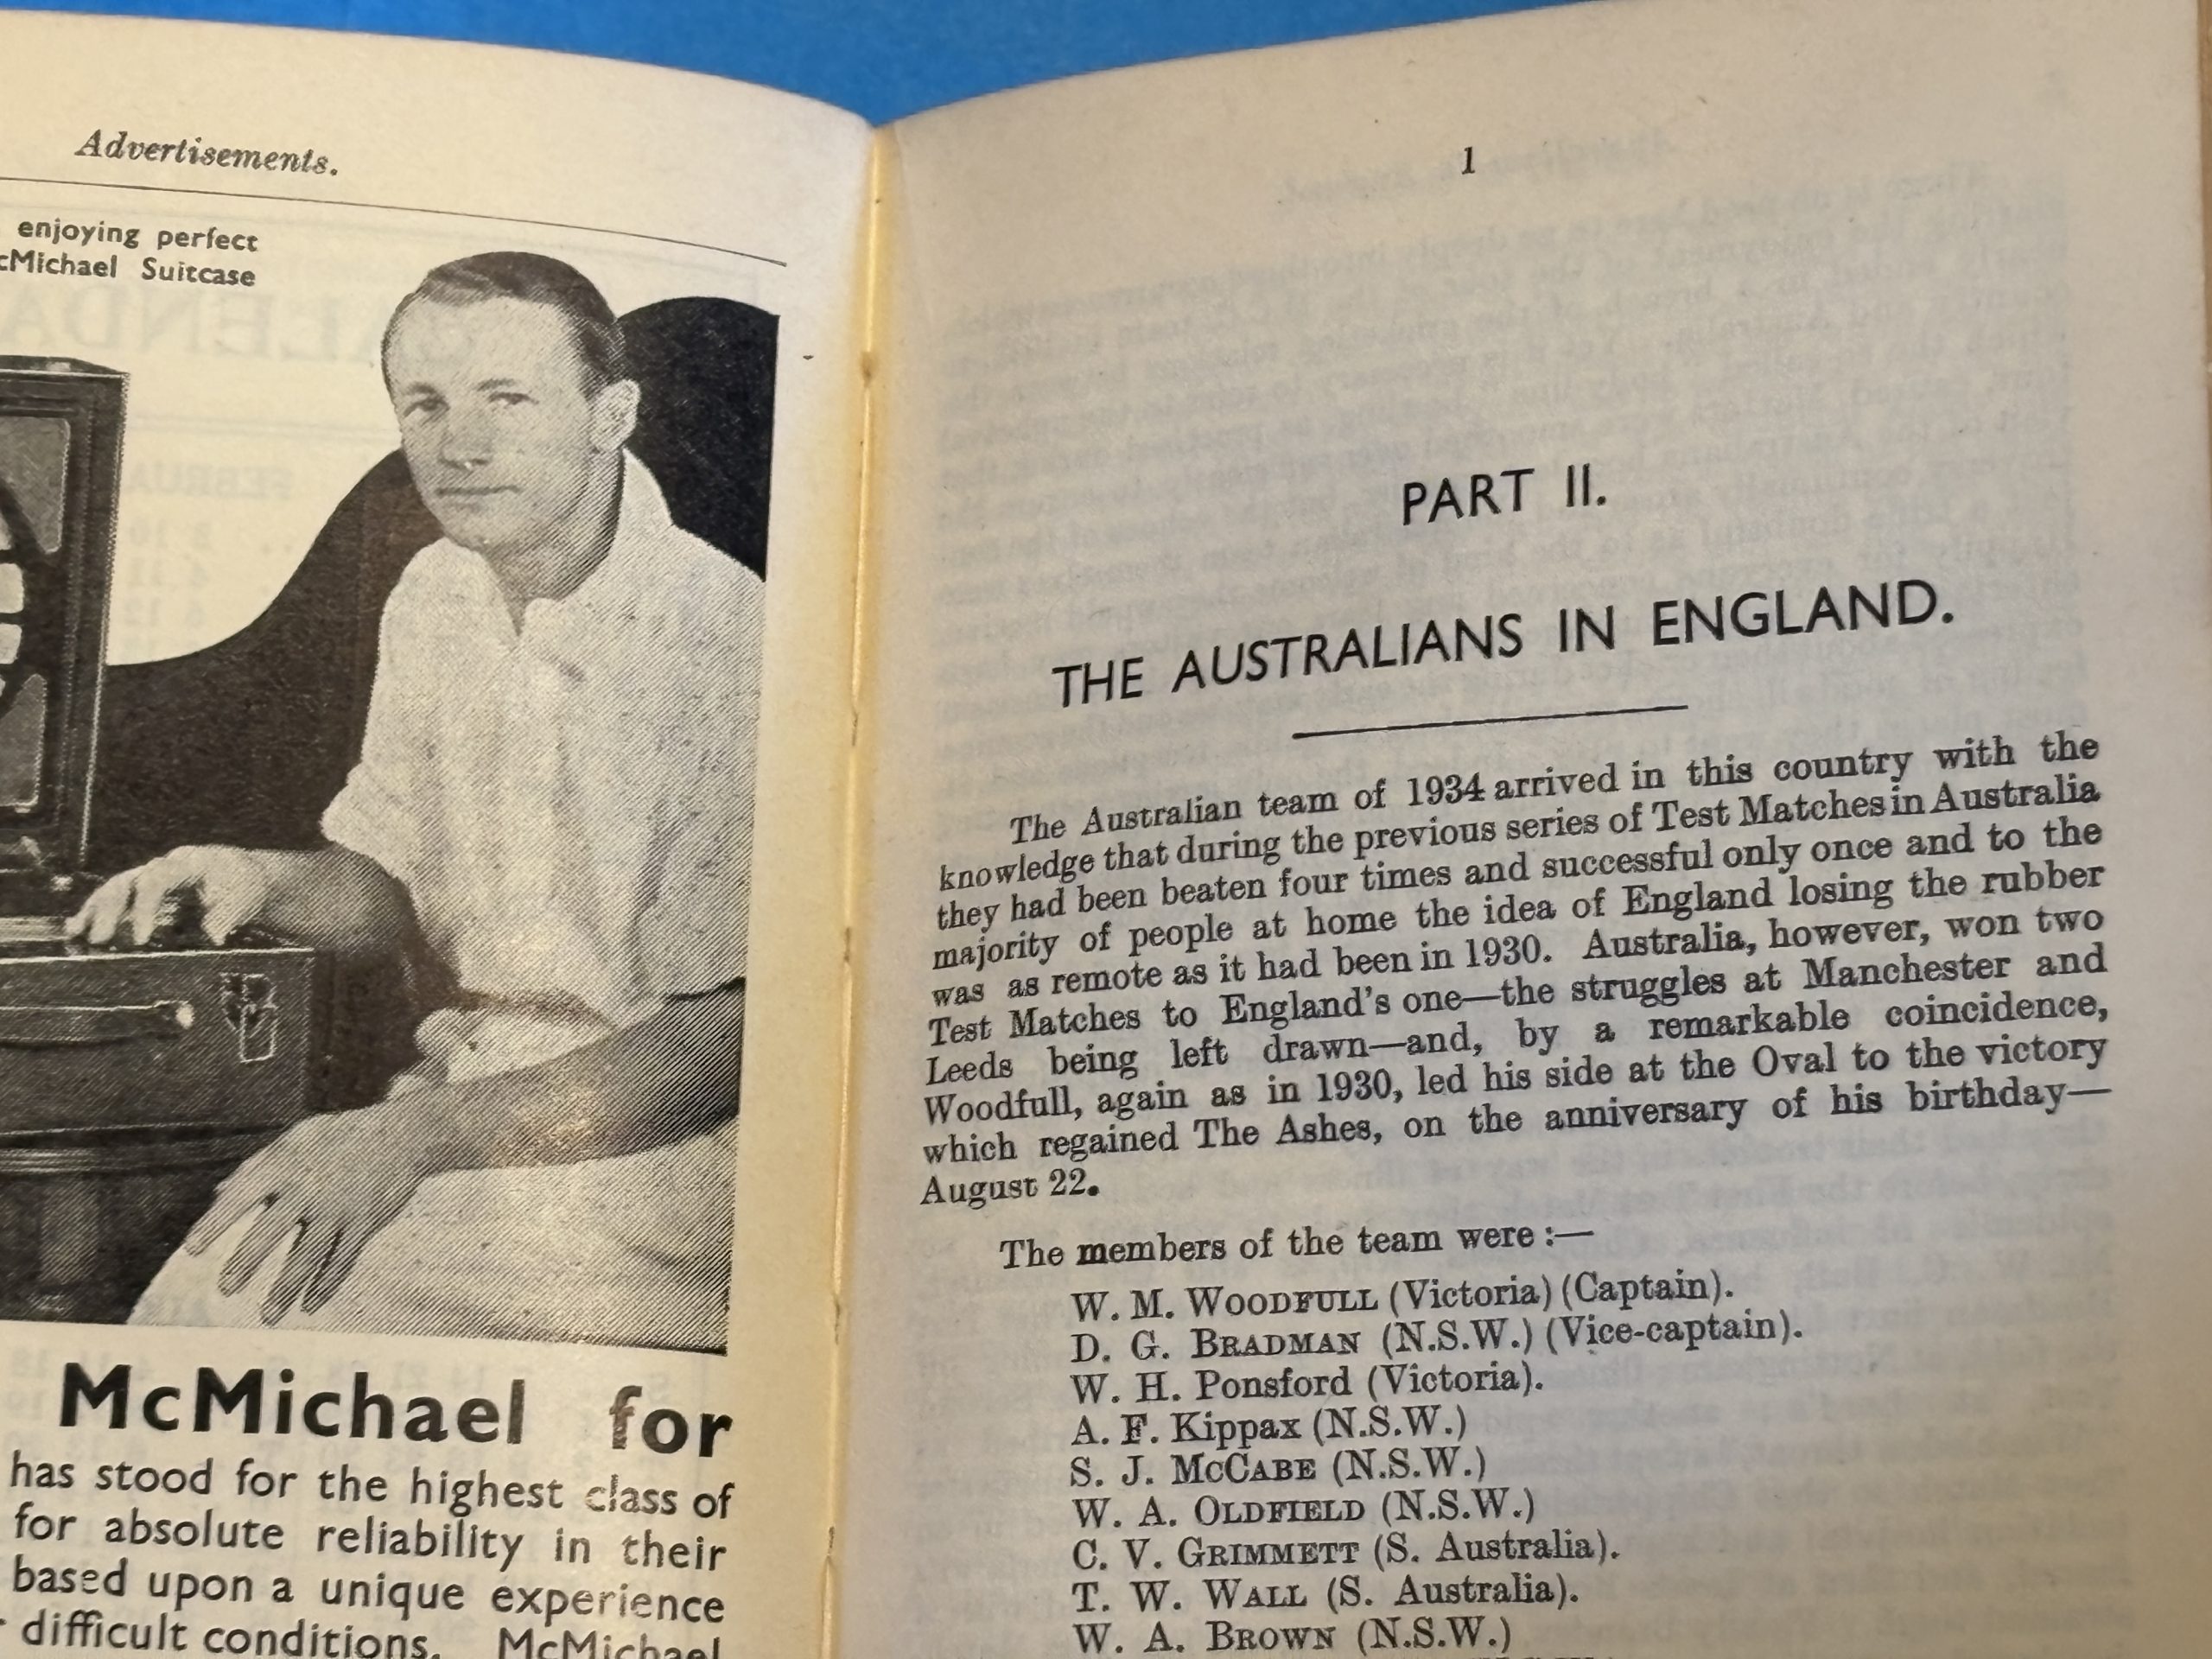 Advertisements.
enjoying perfect
cMichael Suitcase
McMichael for
has stood for the highest class of
for absolute reliability in their
based upon a unique experience
difficult conditions. McMichael
1
PART II.
THE AUSTRALIANS IN ENGLAND.
The Australian team of 1934 arrived in this country with the
knowledge that during the previous series of Test Matches in Australia
they had been beaten four times and successful only once and to the
majority of people at home the idea of England losing the rubber
was as remote as it had been in 1930. Australia, however, won two
Test Matches to England's one—the struggles at Manchester and
Leeds being left drawn—and, by a remarkable coincidence,
Woodfull, again as in 1930, led his side at the Oval to the victory
which regained The Ashes, on the anniversary of his birthday—
August 22.
The members of the team were :—
W. M. WOODFULL (Victoria) (Captain).
D. G. BRADMAN (N.S.W.) (Vice-captain).
W. H. Ponsford (Victoria).
A. F. Kippax (N.S.W.)
S. J. MCCABE (N.S.W.)
W. A. OLDFIELD (N.S.W.)
C. V. GRIMMETT (S. Australia).
T. W. WALL (S. Australia).
W. A. BROWN (N.S.W.)